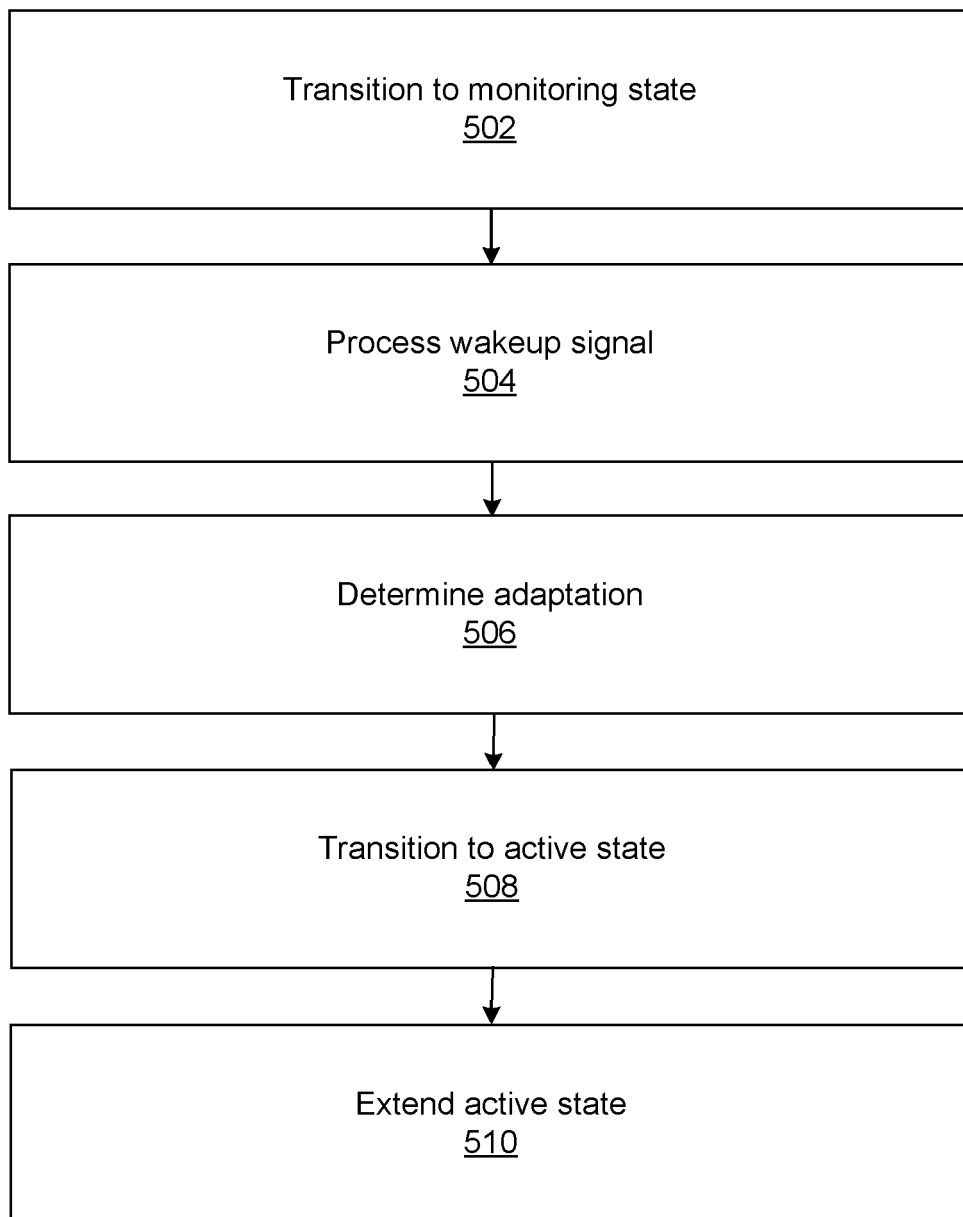 Transition to monitoring state
502
Process wakeup signal
504
Determine adaptation
506
Transition to active state
508
Extend active state
510